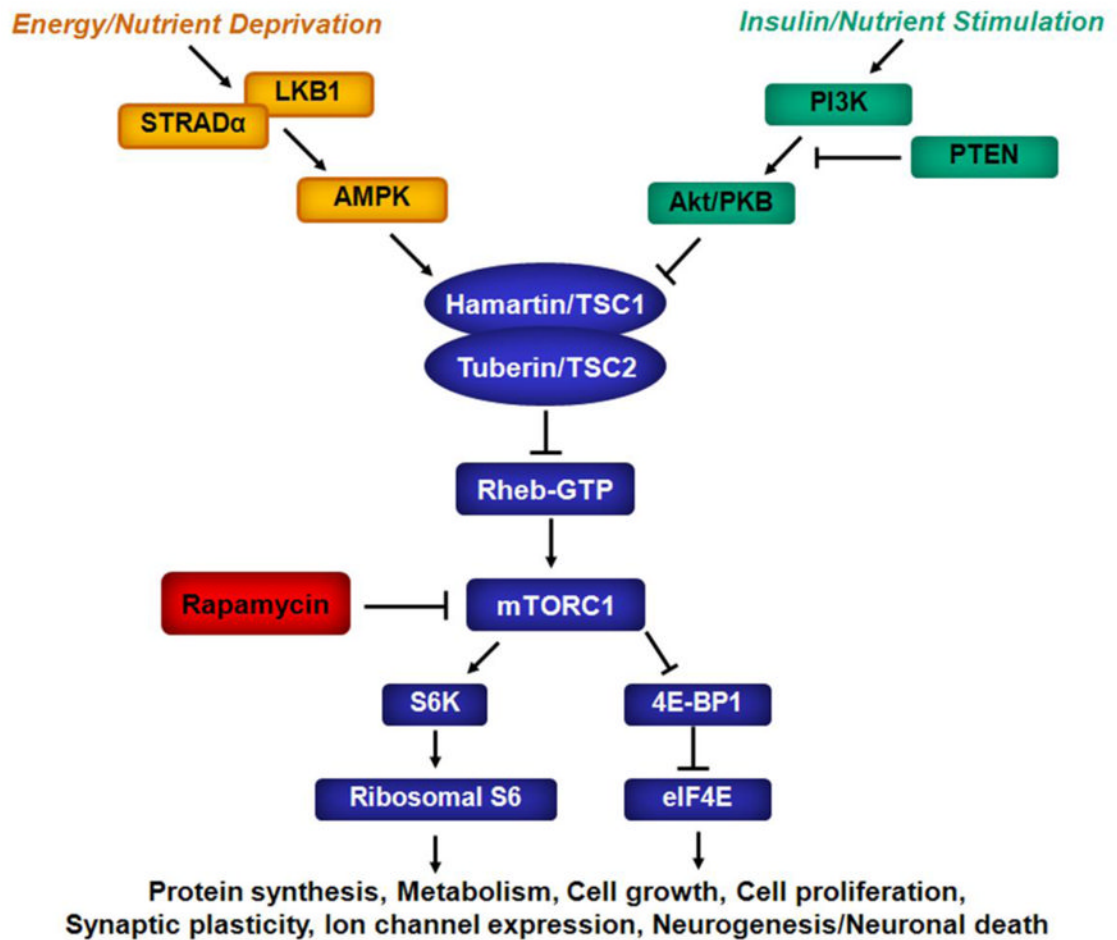 Energy/Nutrient Deprivation
Insulin/Nutrient Stimulation
LKB1
STRADα
PI3K
PTEN
AMPK
Akt/PKB
Hamartin/TSC1
Tuberin/TSC2
Rheb-GTP
Rapamycin
mTORC1
S6K
4E-BP1
Ribosomal S6
eIF4E
Protein synthesis, Metabolism, Cell growth, Cell proliferation,
Synaptic plasticity, Ion channel expression, Neurogenesis/Neuronal death